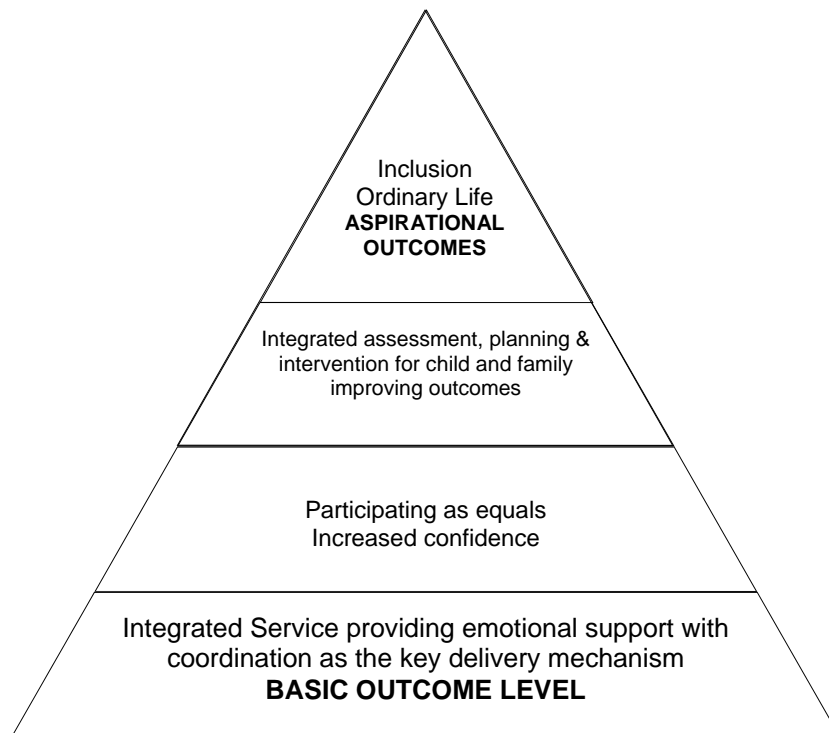 Inclusion
Ordinary Life
ASPIRATIONAL
OUTCOMES
Integrated assessment, planning &
intervention for child and family
improving outcomes
Participating as equals
Increased confidence
Integrated Service providing emotional support with
coordination as the key delivery mechanism
BASIC OUTCOME LEVEL